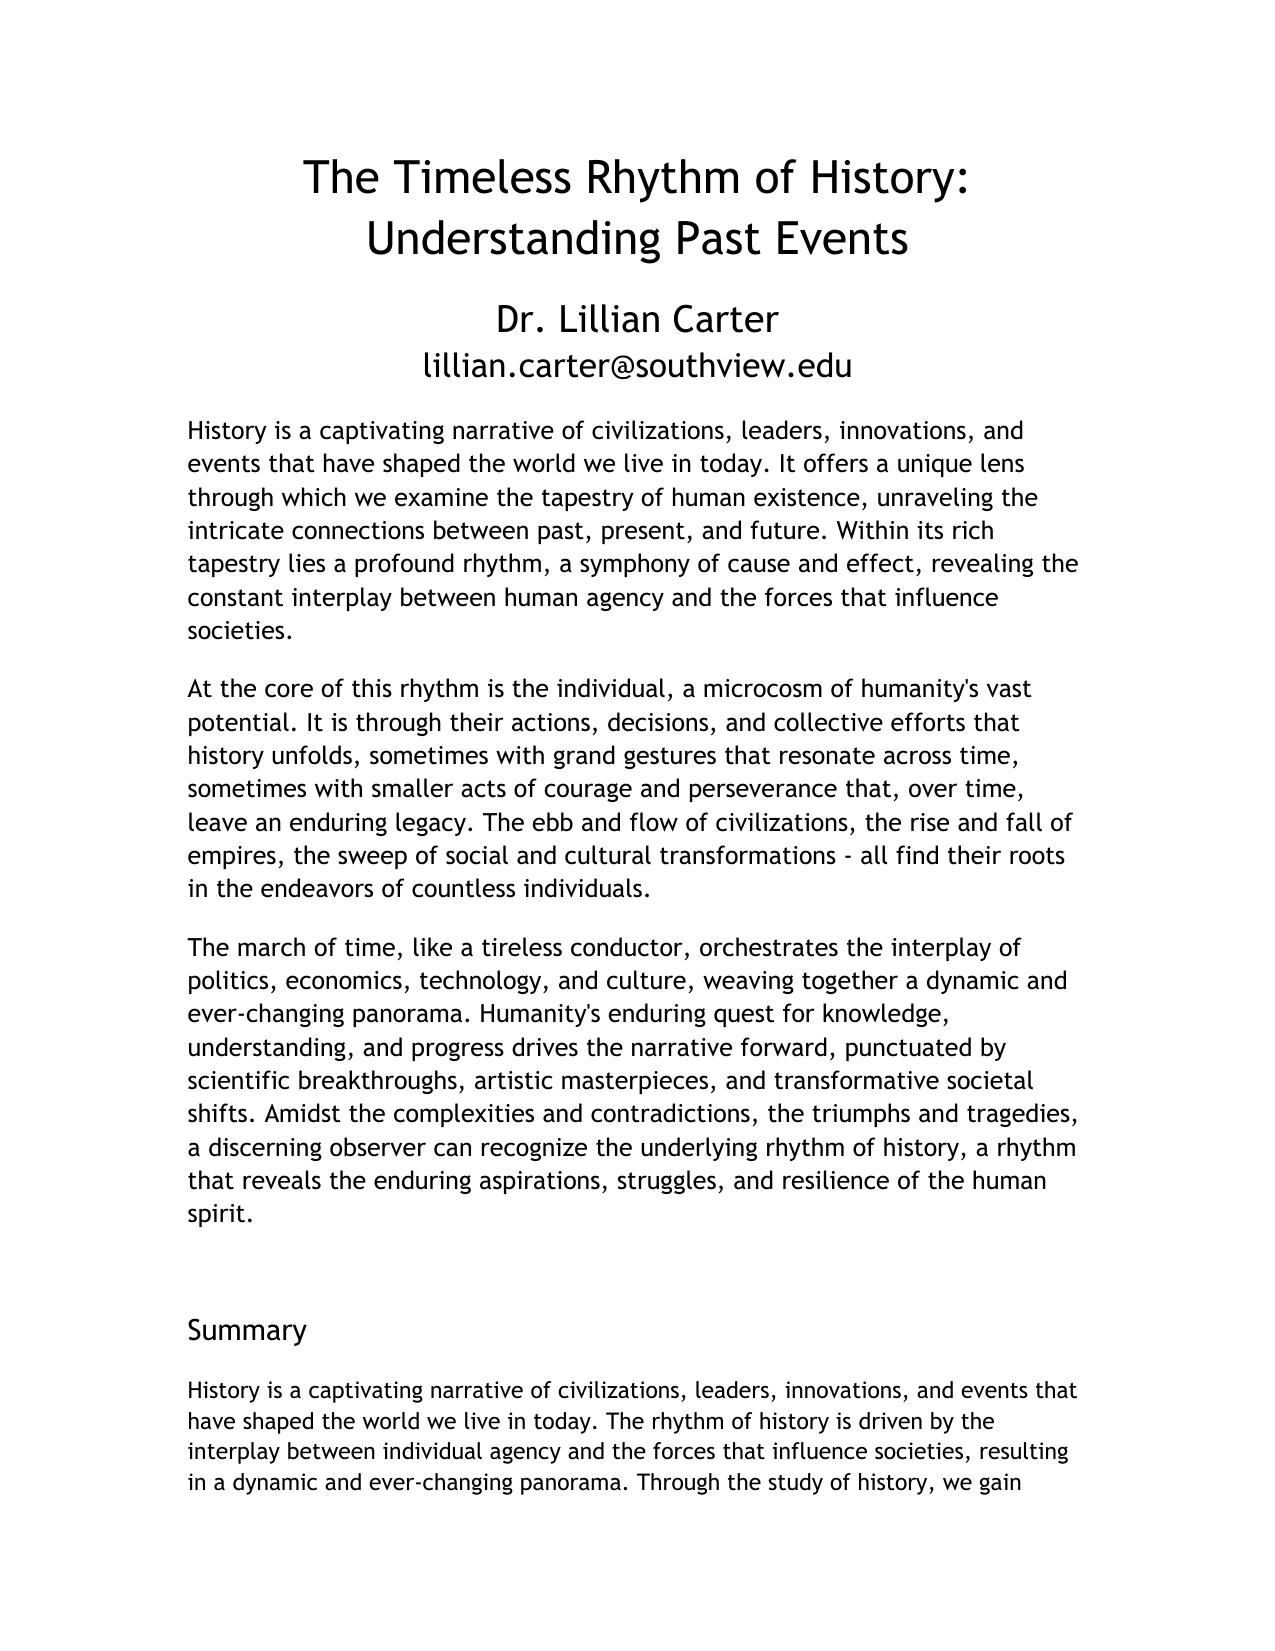 The Timeless Rhythm of History:
Understanding Past Events
Dr. Lillian Carter
lillian.carter@southview.edu
History is a captivating narrative of civilizations, leaders, innovations, and
events that have shaped the world we live in today. It offers a unique lens
through which we examine the tapestry of human existence, unraveling the
intricate connections between past, present, and future. Within its rich
tapestry lies a profound rhythm, a symphony of cause and effect, revealing the
constant interplay between human agency and the forces that influence
societies.
At the core of this rhythm is the individual, a microcosm of humanity's vast
potential. It is through their actions, decisions, and collective efforts that
history unfolds, sometimes with grand gestures that resonate across time,
sometimes with smaller acts of courage and perseverance that, over time,
leave an enduring legacy. The ebb and flow of civilizations, the rise and fall of
empires, the sweep of social and cultural transformations - all find their roots
in the endeavors of countless individuals.
The march of time, like a tireless conductor, orchestrates the interplay of
politics, economics, technology, and culture, weaving together a dynamic and
ever-changing panorama. Humanity's enduring quest for knowledge,
understanding, and progress drives the narrative forward, punctuated by
scientific breakthroughs, artistic masterpieces, and transformative societal
shifts. Amidst the complexities and contradictions, the triumphs and tragedies,
a discerning observer can recognize the underlying rhythm of history, a rhythm
that reveals the enduring aspirations, struggles, and resilience of the human
spirit.
Summary
History is a captivating narrative of civilizations, leaders, innovations, and events that
have shaped the world we live in today. The rhythm of history is driven by the
interplay between individual agency and the forces that influence societies, resulting
in a dynamic and ever-changing panorama. Through the study of history, we gain